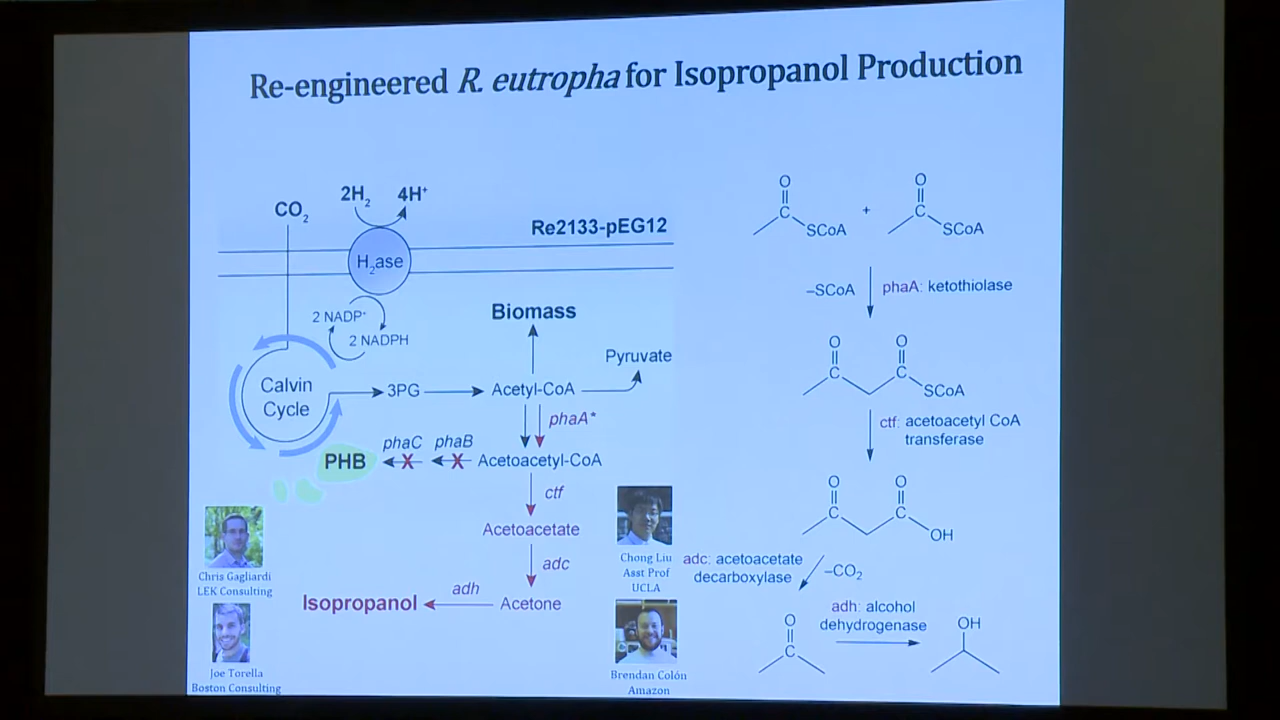 Re-engineered R. eutropha for Isopropanol Production
2H2 4H+
CO2
Re2133-pEG12
H2ase
2 NADP+
2 NADPH
Biomass
Pyruvate
Calvin
Cycle
3PG
Acetyl-CoA
phaA*
phaC phaB
PHB
X X
Acetoacetyl-CoA
ctf
Acetoacetate
adc
adh
Isopropanol
Acetone
Chris Gagliardi
LEK Consulting
Joe Torella
Boston Consulting
Chong Liu
Asst Prof
UCLA
Brendan Colón
Amazon
O O
C + C
SCoA SCoA
–SCoA phaA: ketothiolase
O O
C C
SCoA
ctf: acetoacetyl CoA
transferase
O O
C C
OH
adc: acetoacetate
decarboxylase
–CO2
adh: alcohol
dehydrogenase
O
C
OH